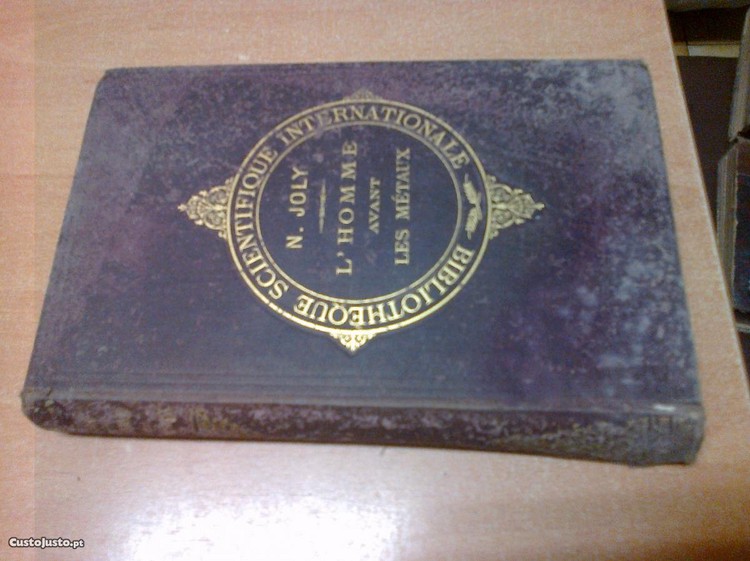 BIBLIOTHÈQUE SCIENTIFIQUE INTERNATIONALE
N. JOLY
L'HOMME
AVANT
LES MÉTAUX
CustoJusto.pt